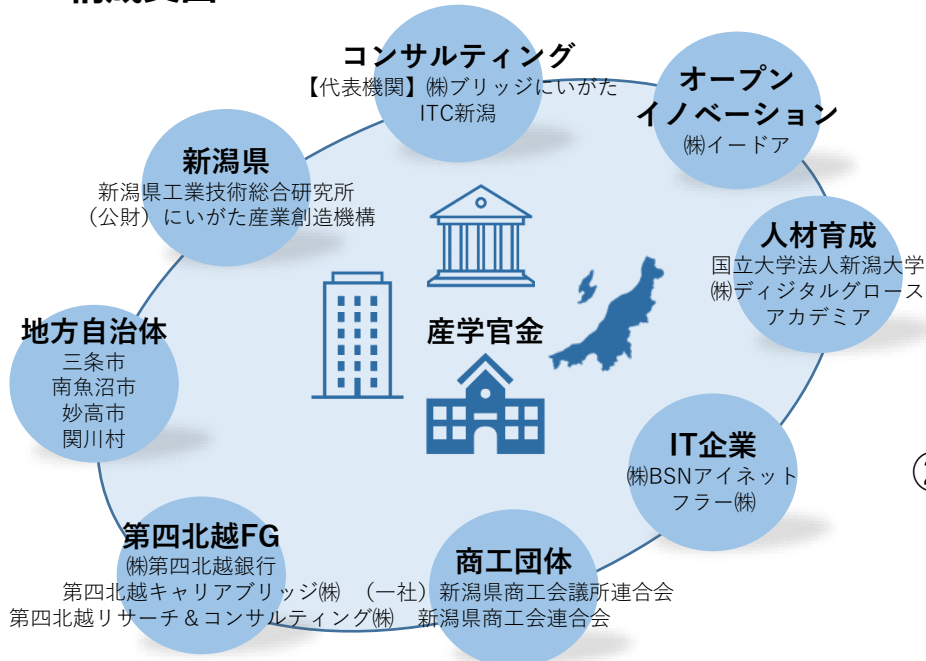 コンサルティング
【代表機関】㈱ブリッジにいがた
ITC新潟
オープン
イノベーション
㈱イードア
新潟県
新潟県工業技術総合研究所
（公財）にいがた産業創造機構
人材育成
国立大学法人新潟大学
㈱ディジタルグロース
アカデミア
産学官金
地方自治体
三条市
南魚沼市
妙高市
関川村
IT企業
㈱BSNアイネット
フラー㈱
第四北越FG
㈱第四北越銀行
第四北越キャリアブリッジ㈱
第四北越リサーチ＆コンサルティング㈱
商工団体
（一社）新潟県商工会議所連合会
新潟県商工会連合会